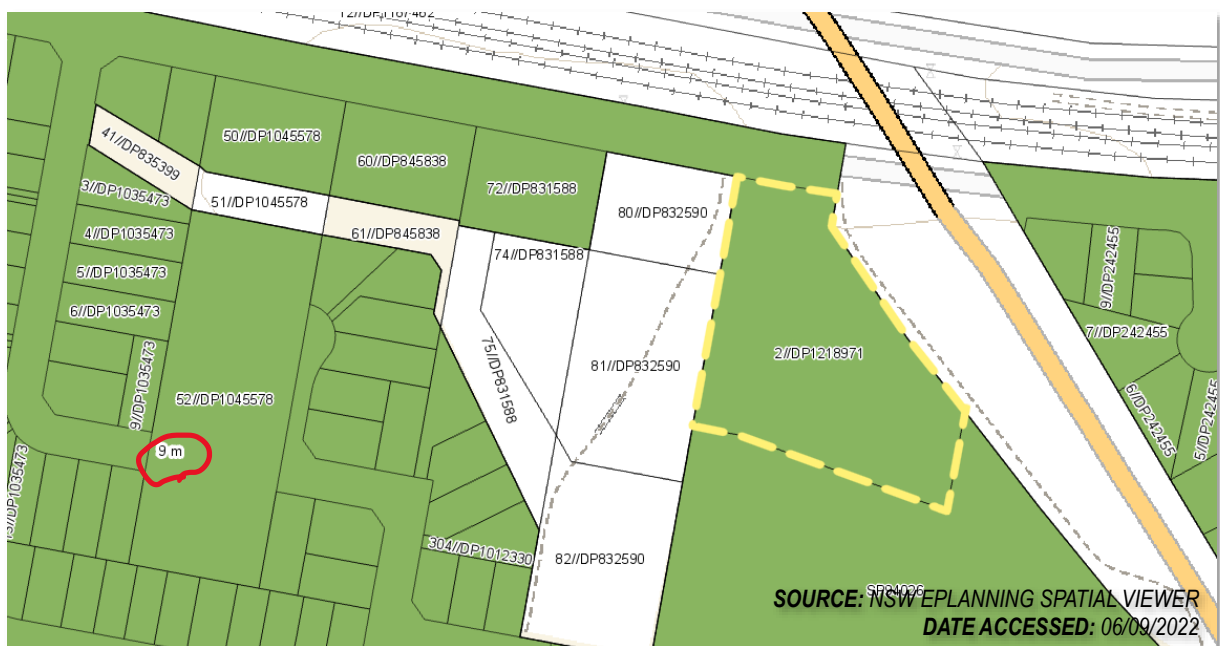 12//DP1187482
50//DP1045578
41//DP835399
60//DP845838
72//DP831588
3//DP1035473
51//DP1045578
80//DP832590
4//DP1035473
61//DP845838
74//DP831588
5//DP1035473
9//DP242455
6//DP1035473
7//DP242455
2//DP1218971
75//DP831588
81//DP832590
9//DP1035473
52//DP1045578
6//DP242455
5//DP242455
9 m
304//DP1012330
82//DP832590
SP94026
SOURCE: NSW EPLANNING SPATIAL VIEWER
DATE ACCESSED: 06/09/2022